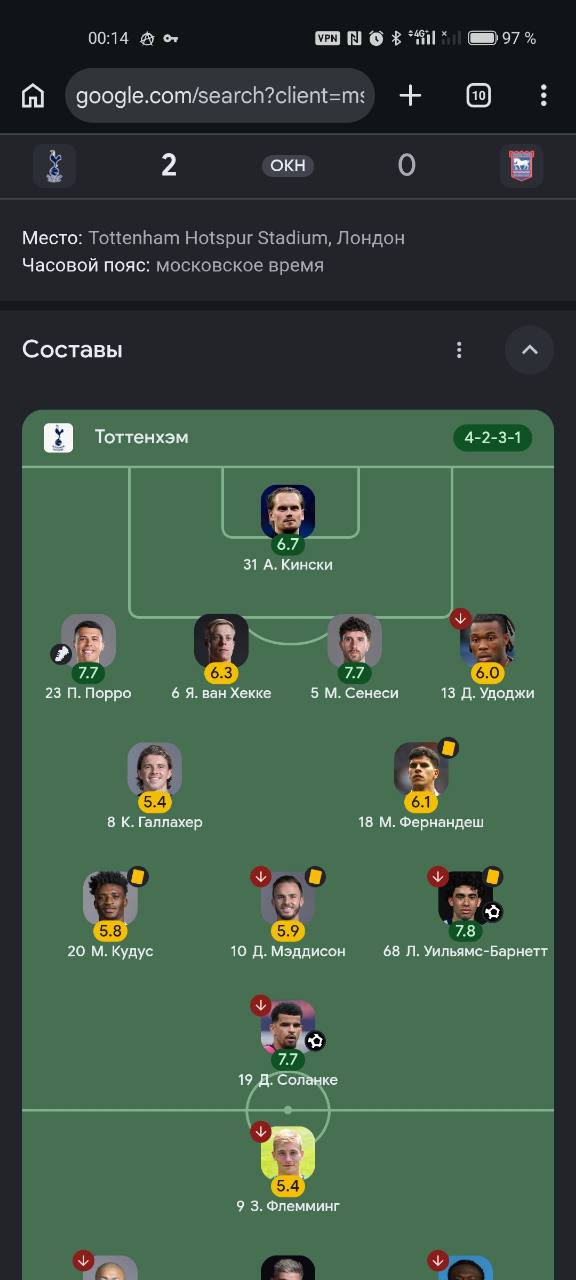 00:14
VPN
4G
97 %
google.com/search?client=ms
10
2 ОКН 0
Место: Tottenham Hotspur Stadium, Лондон
Часовой пояс: московское время
Составы
Тоттенхэм 4-2-3-1
6.7
31 А. Кински
7.7 6.3 7.7 6.0
23 П. Порро 6 Я. ван Хекке 5 М. Сенеси 13 Д. Удоджи
5.4 6.1
8 К. Галлахер 18 М. Фернандеш
5.8 5.9 7.8
20 М. Кудус 10 Д. Мэддисон 68 Л. Уильямс-Барнетт
7.7
19 Д. Соланке
5.4
9 З. Флемминг